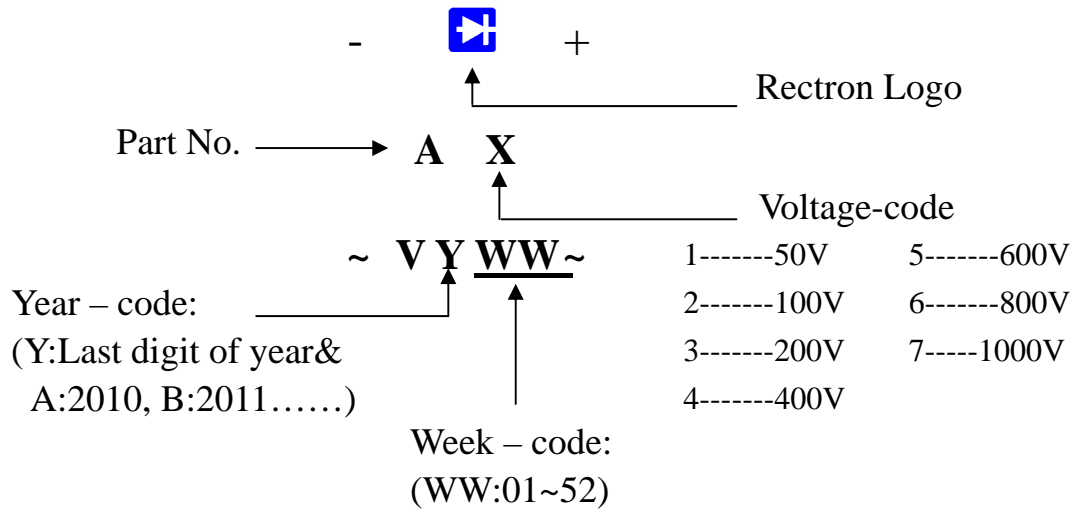 - +
Rectron Logo
Part No. A X
Voltage-code
~ V Y WW ~
1-------50V 5-------600V
Year – code:
2-------100V 6-------800V
(Y:Last digit of year&
3-------200V 7-----1000V
A:2010, B:2011……)
4-------400V
Week – code:
(WW:01~52)